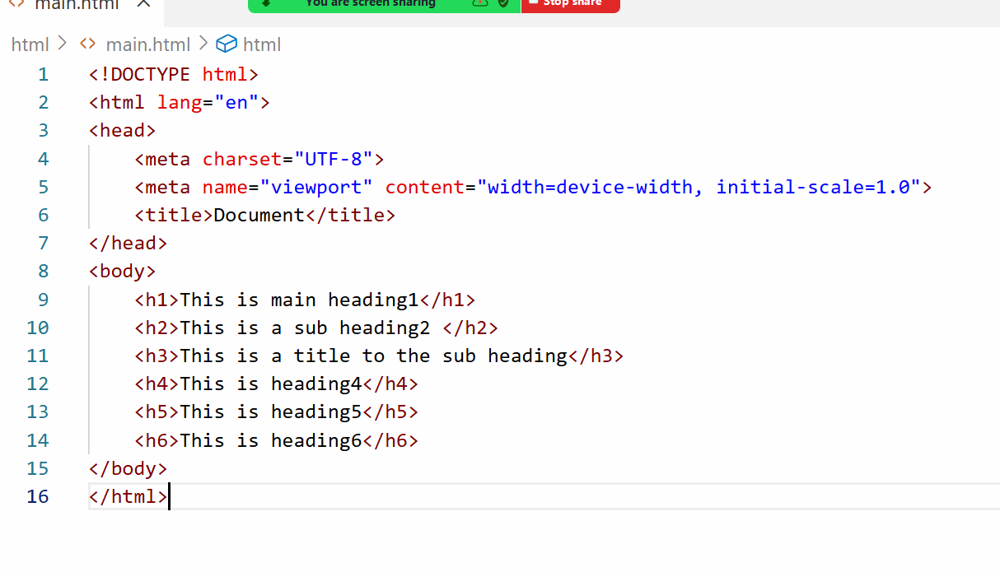 main.html
You are screen sharing
Stop share
html > <> main.html > html
1 <!DOCTYPE html>
2 <html lang="en">
3 <head>
4     <meta charset="UTF-8">
5     <meta name="viewport" content="width=device-width, initial-scale=1.0">
6     <title>Document</title>
7 </head>
8 <body>
9     <h1>This is main heading1</h1>
10     <h2>This is a sub heading2 </h2>
11     <h3>This is a title to the sub heading</h3>
12     <h4>This is heading4</h4>
13     <h5>This is heading5</h5>
14     <h6>This is heading6</h6>
15 </body>
16 </html>